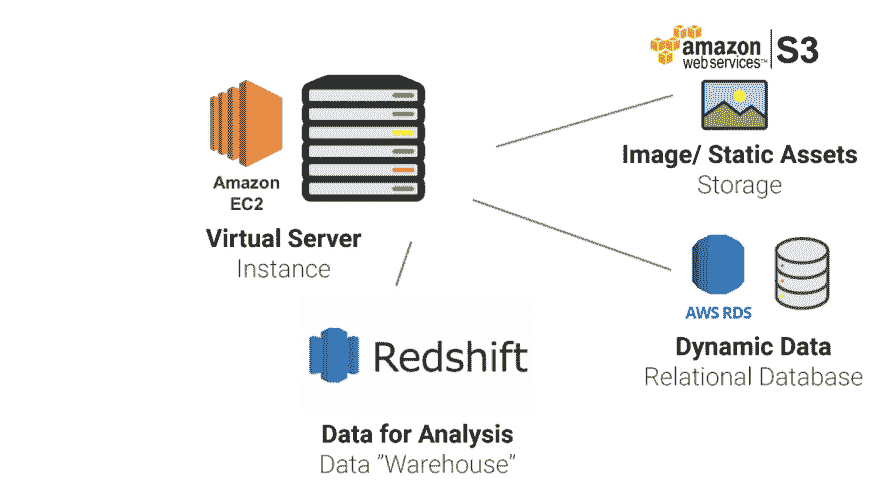 amazon
web services™
S3
Image/ Static Assets
Storage
Amazon
EC2
Virtual Server
Instance
AWS RDS
Dynamic Data
Relational Database
Redshift
Data for Analysis
Data ”Warehouse”